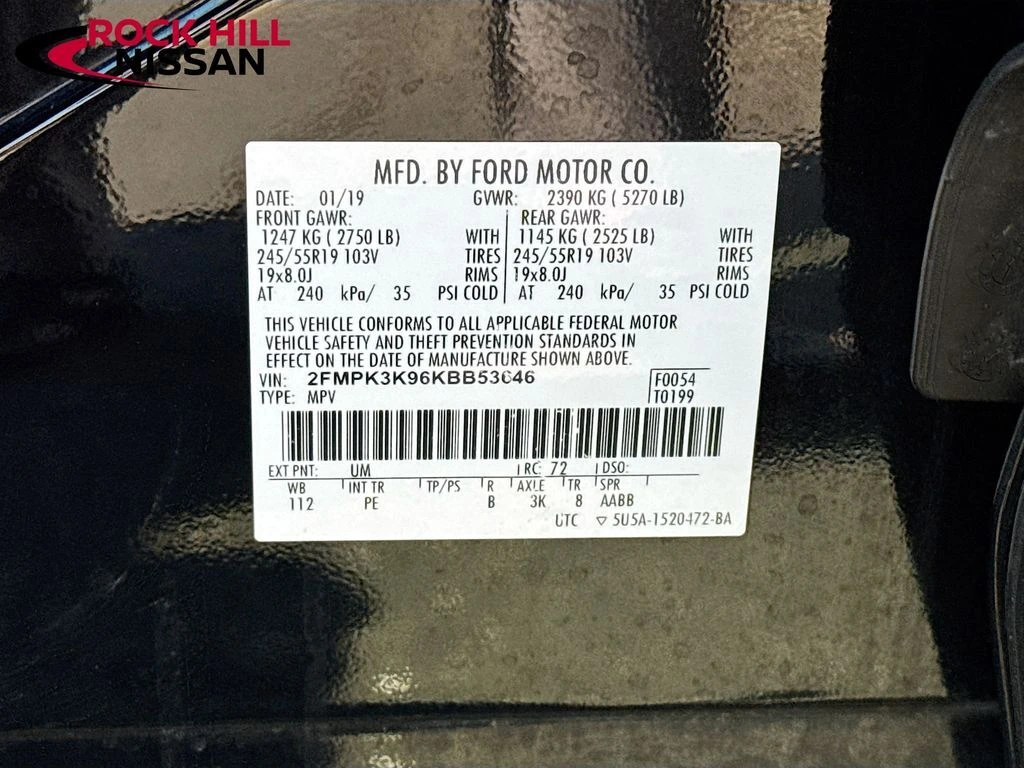 ROCK HILL
NISSAN
MFD. BY FORD MOTOR CO.
DATE: 01/19 GVWR: 2390 KG ( 5270 LB)
FRONT GAWR: REAR GAWR:
1247 KG ( 2750 LB) WITH 1145 KG ( 2525 LB) WITH
245/55R19 103V TIRES 245/55R19 103V TIRES
19x8.0J RIMS 19x8.0J RIMS
AT 240 kPa/ 35 PSI COLD AT 240 kPa/ 35 PSI COLD
THIS VEHICLE CONFORMS TO ALL APPLICABLE FEDERAL MOTOR
VEHICLE SAFETY AND THEFT PREVENTION STANDARDS IN
EFFECT ON THE DATE OF MANUFACTURE SHOWN ABOVE.
VIN: 2FMPK3K96KBB53646 F0054
TYPE: MPV T0199
EXT PNT: UM RC: 72 DSO:
WB INT TR TP/PS R AXLE TR SPR
112 PE B 3K 8 AABB
UTC ▽ 5U5A-1520472-BA